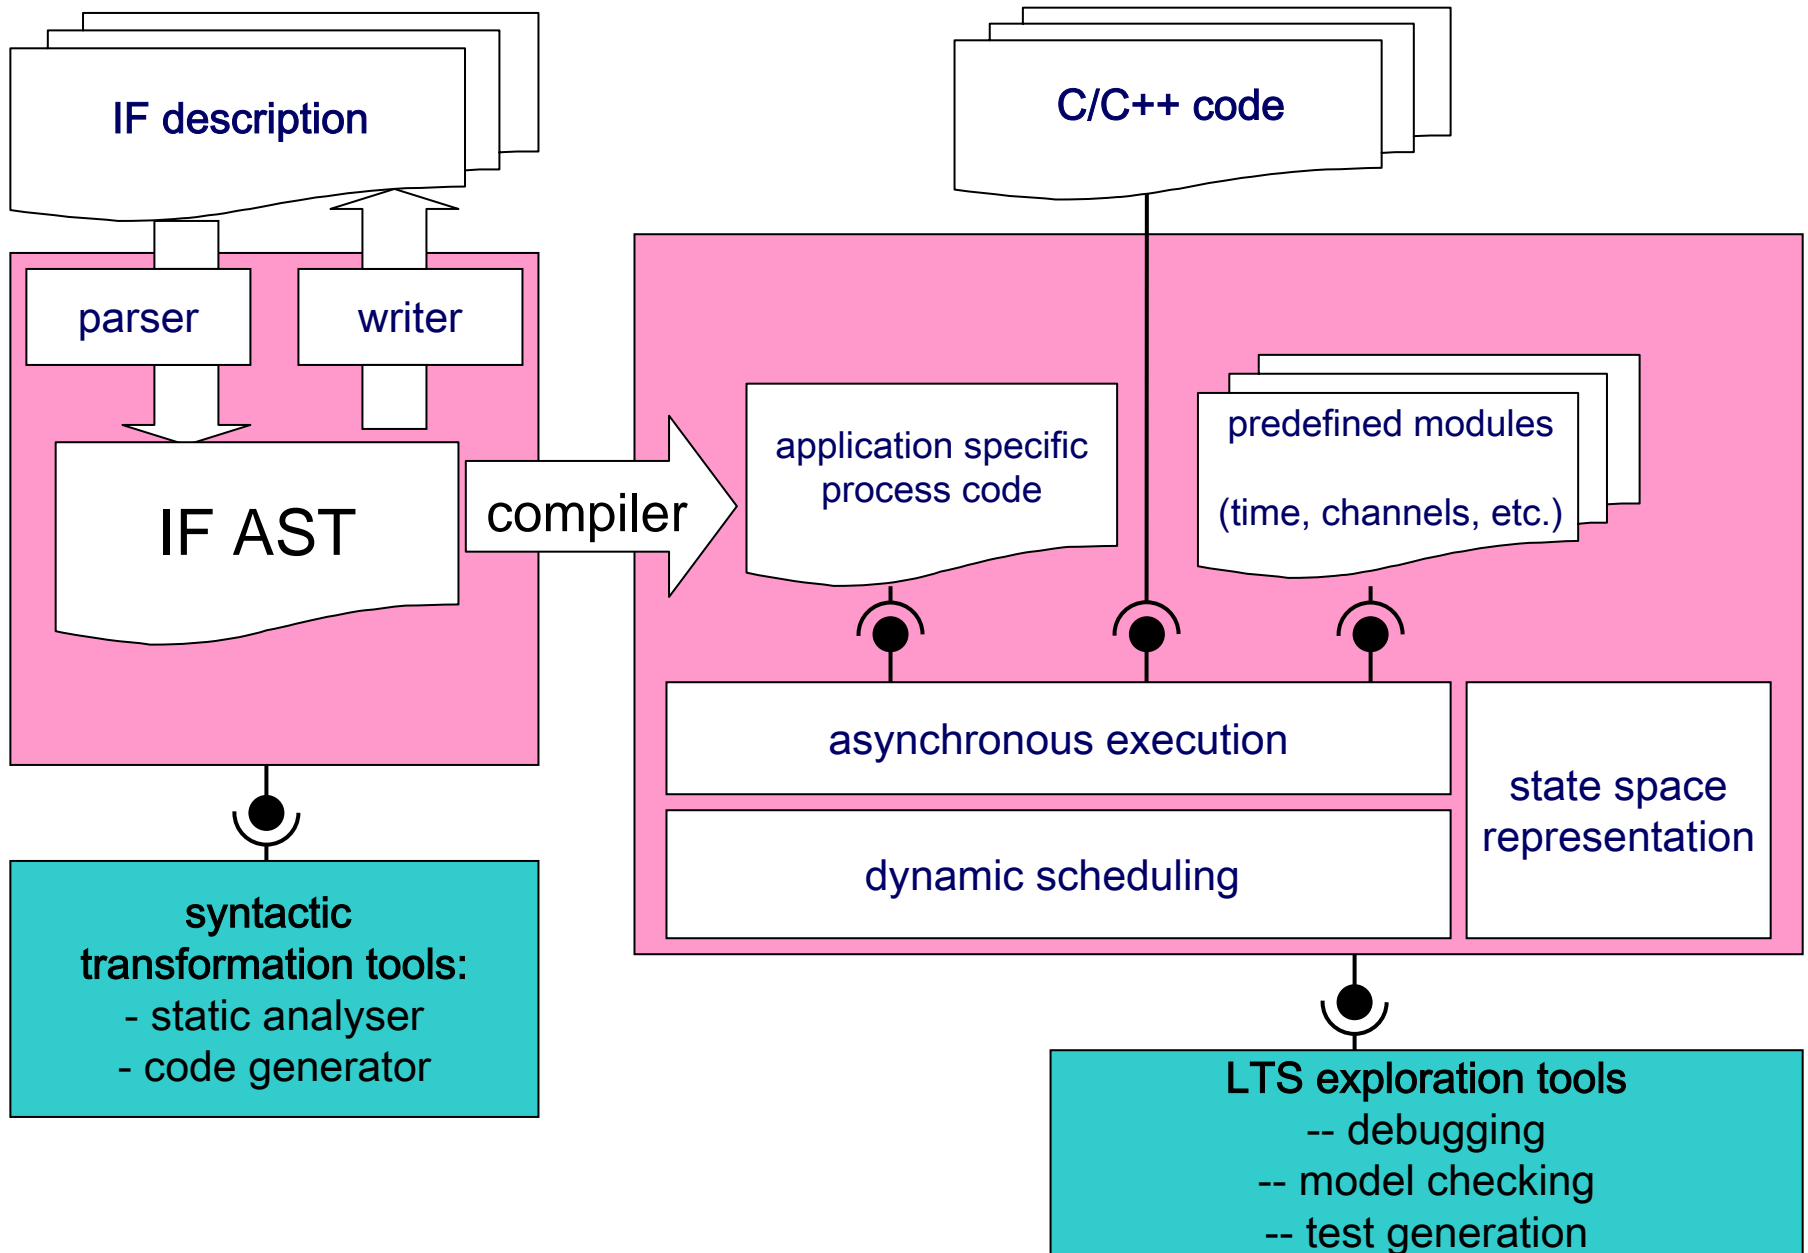 IF description
C/C++ code
parser
writer
IF AST
compiler
application specific
process code
predefined modules
(time, channels, etc.)
asynchronous execution
dynamic scheduling
state space
representation
syntactic
transformation tools:
- static analyser
- code generator
LTS exploration tools
-- debugging
-- model checking
-- test generation